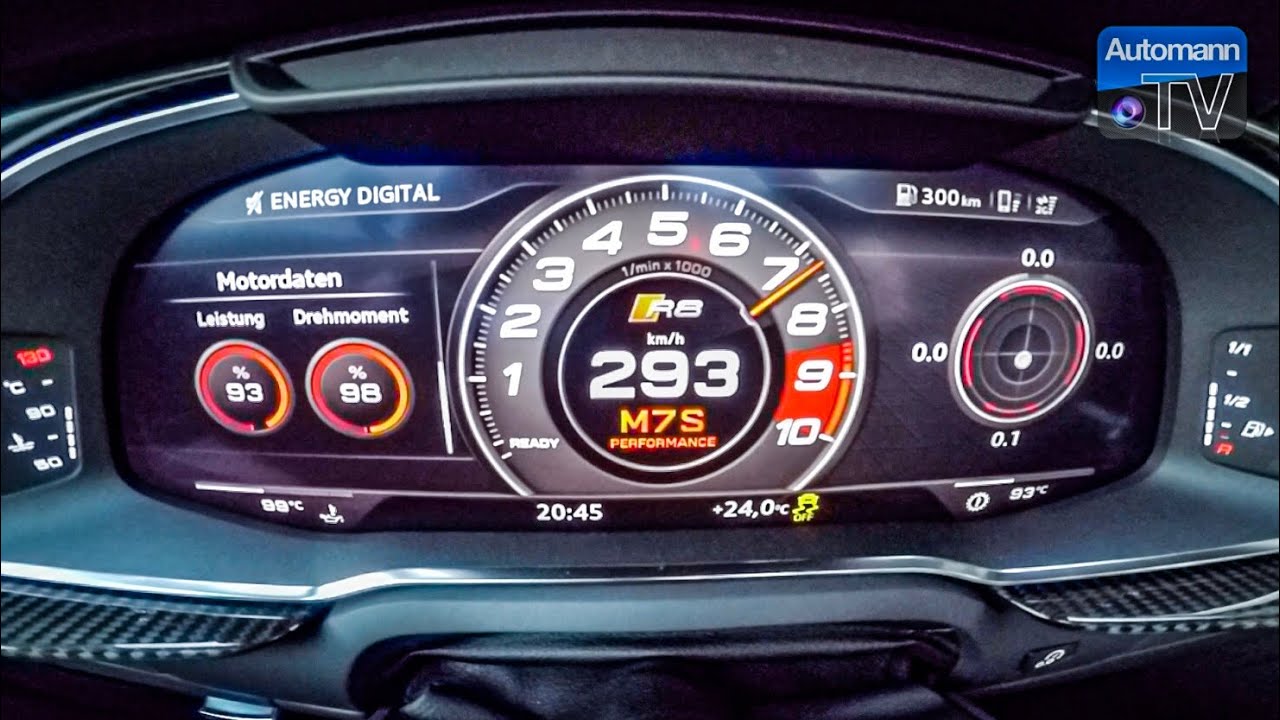 Automann
TV
ENERGY DIGITAL
300 km
2G
Motordaten
Leistung
Drehmoment
%
93
%
98
1
2
3
4
5
6
7
8
9
10
1/min x 1000
R8
km/h
293
M7S
PERFORMANCE
READY
0.0
0.0
0.0
0.1
130
°C
90
50
1/1
1/2
R
99°C
20:45
+24,0°C
OFF
93°C